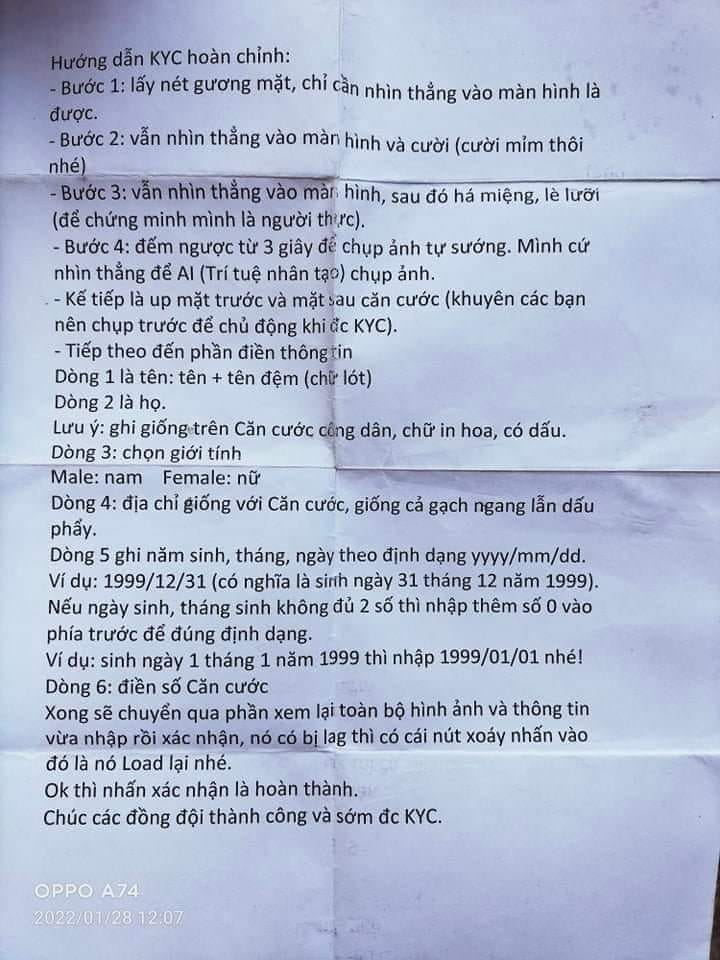 Hướng dẫn KYC hoàn chỉnh:
- Bước 1: lấy nét gương mặt, chỉ cần nhìn thẳng vào màn hình là
được.
- Bước 2: vẫn nhìn thẳng vào màn hình và cười (cười mỉm thôi
nhé)
- Bước 3: vẫn nhìn thẳng vào màn hình, sau đó há miệng, lè lưỡi
(để chứng minh mình là người thực).
- Bước 4: đếm ngược từ 3 giây để chụp ảnh tự sướng. Mình cứ
nhìn thẳng để AI (Trí tuệ nhân tạo) chụp ảnh.
- Kế tiếp là up mặt trước và mặt sau căn cước (khuyên các bạn
nên chụp trước để chủ động khi đc KYC).
- Tiếp theo đến phần điền thông tin
Dòng 1 là tên: tên + tên đệm (chữ lót)
Dòng 2 là họ.
Lưu ý: ghi giống trên Căn cước công dân, chữ in hoa, có dấu.
Dòng 3: chọn giới tính
Male: nam Female: nữ
Dòng 4: địa chỉ giống với Căn cước, giống cả gạch ngang lẫn dấu
phẩy.
Dòng 5 ghi năm sinh, tháng, ngày theo định dạng yyyy/mm/dd.
Ví dụ: 1999/12/31 (có nghĩa là sinh ngày 31 tháng 12 năm 1999).
Nếu ngày sinh, tháng sinh không đủ 2 số thì nhập thêm số 0 vào
phía trước để đúng định dạng.
Ví dụ: sinh ngày 1 tháng 1 năm 1999 thì nhập 1999/01/01 nhé!
Dòng 6: điền số Căn cước
Xong sẽ chuyển qua phần xem lại toàn bộ hình ảnh và thông tin
vừa nhập rồi xác nhận, nó có bị lag thì có cái nút xoáy nhấn vào
đó là nó Load lại nhé.
Ok thì nhấn xác nhận là hoàn thành.
Chúc các đồng đội thành công và sớm đc KYC.
OPPO A74
2022/01/28 12:07